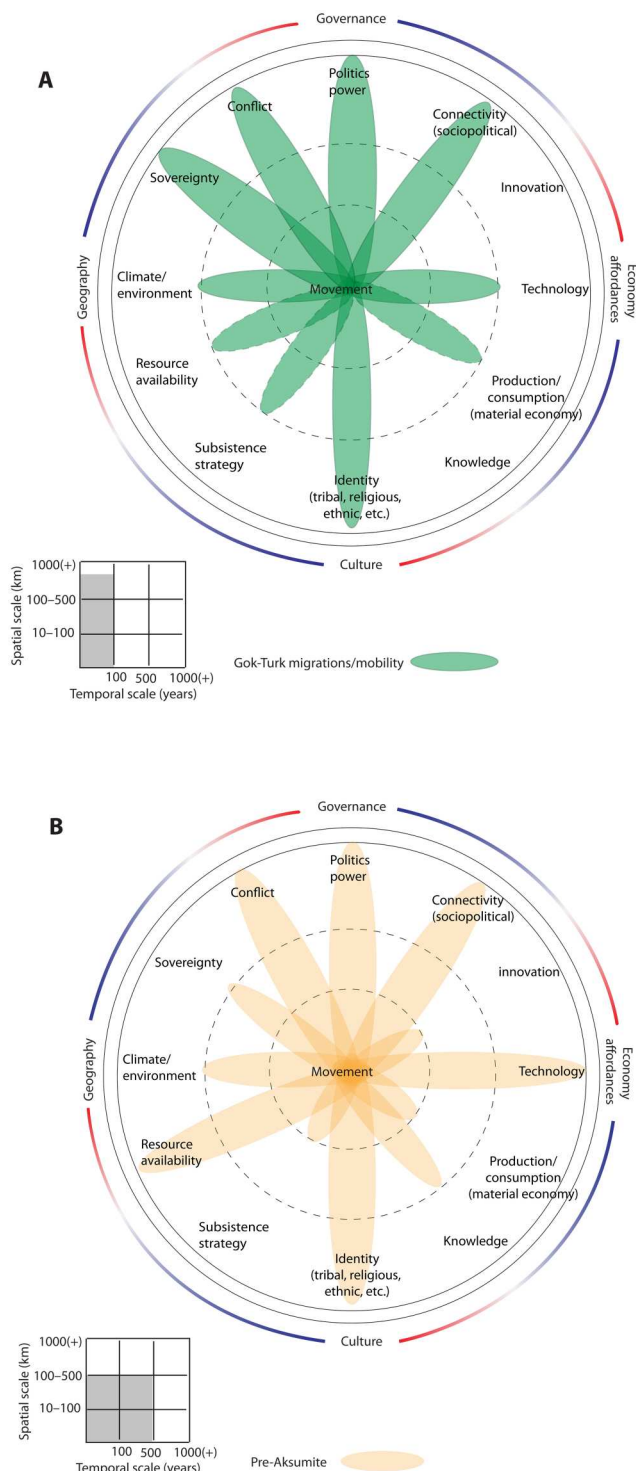 Governance
A
Politics
power
Conflict
Connectivity
(sociopolitical)
Sovereignty
Innovation
Geography
Climate/
environment
Movement
Technology
Economy
affordances
Resource
availability
Production/
consumption
(material economy)
Subsistence
strategy
Knowledge
Identity
(tribal, religious,
ethnic, etc.)
Culture
Spatial scale (km)
1000(+)
100–500
10–100
100
500
1000(+)
Temporal scale (years)
Gok-Turk migrations/mobility
Governance
B
Politics
power
Conflict
Connectivity
(sociopolitical)
Sovereignty
innovation
Geography
Climate/
environment
Movement
Technology
Economy
affordances
Resource
availability
Production/
consumption
(material economy)
Subsistence
strategy
Knowledge
Identity
(tribal, religious,
ethnic, etc.)
Culture
Spatial scale (km)
1000(+)
100–500
10–100
100
500
1000(+)
Temporal scale (years)
Pre-Aksumite